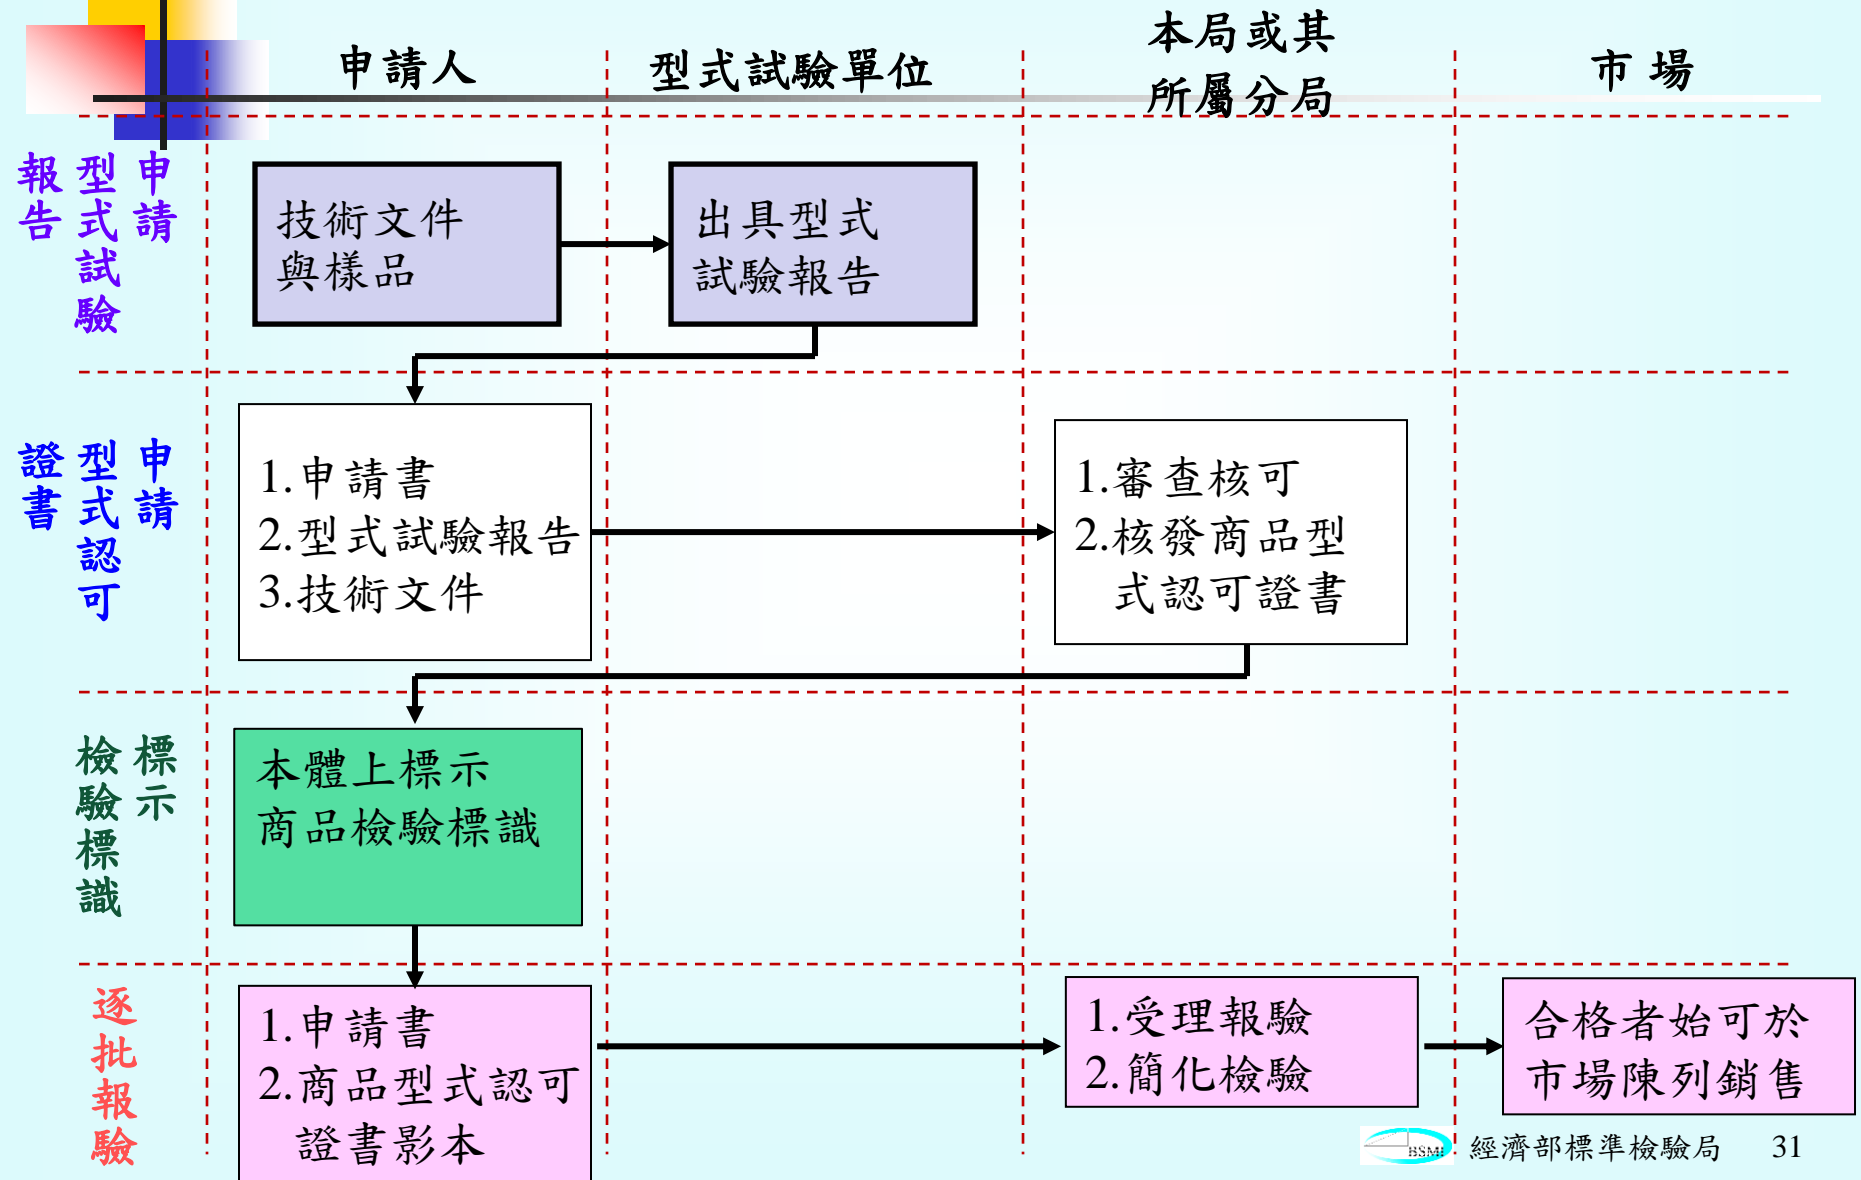 申請人
型式試驗單位
本局或其
所屬分局
市場
申請
型式試驗
報告
技術文件
與樣品
出具型式
試驗報告
申請
型式認可
證書
1.申請書
2.型式試驗報告
3.技術文件
1.審查核可
2.核發商品型
式認可證書
標示
檢驗標識
本體上標示
商品檢驗標識
逐批報驗
1.申請書
2.商品型式認可
證書影本
1.受理報驗
2.簡化檢驗
合格者始可於
市場陳列銷售
BSMI
經濟部標準檢驗局
31